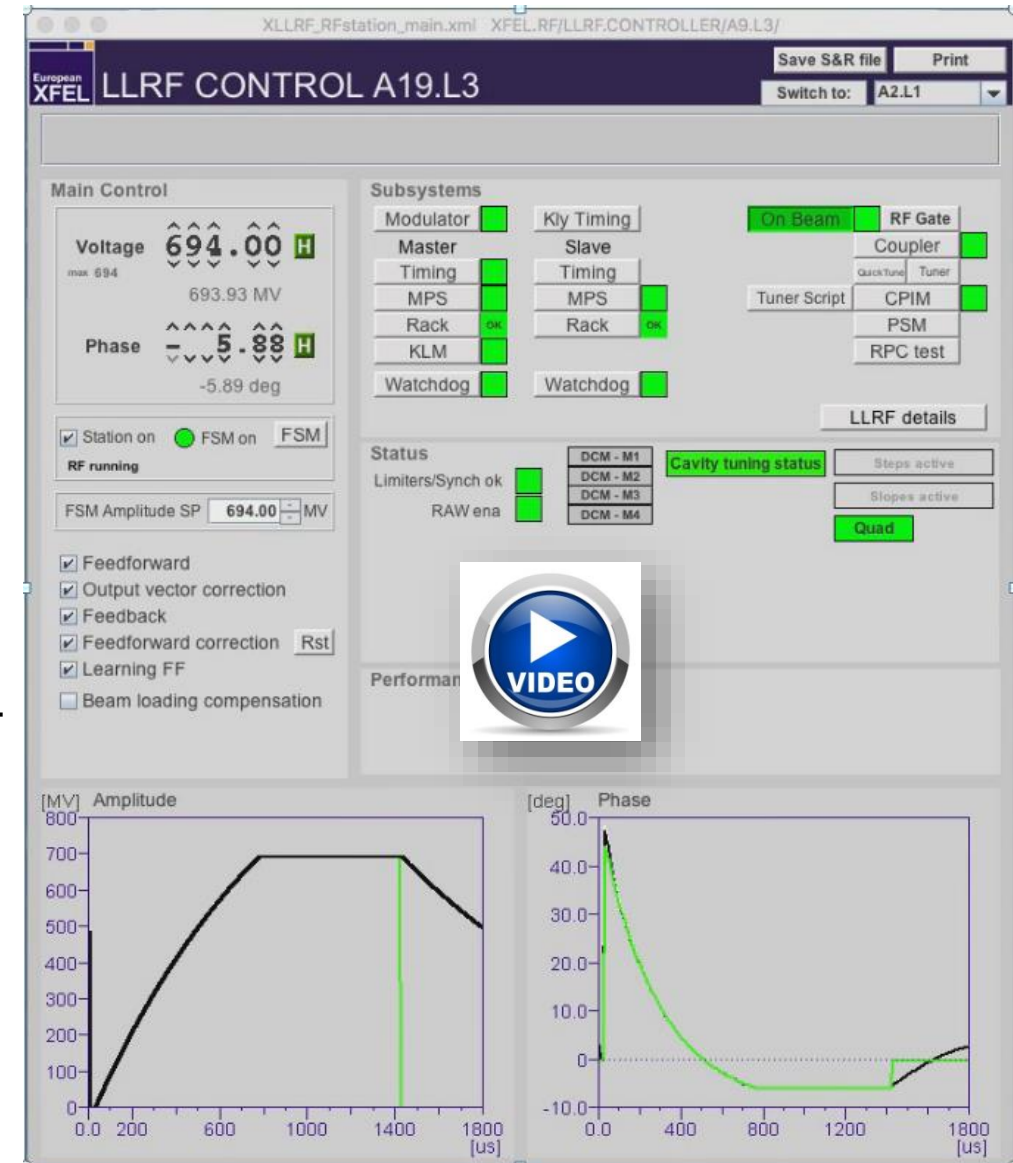 XLLRF_RFstation_main.xml XFEL.RF/LLRF.CONTROLLER/A9.L3/
European
XFEL
LLRF CONTROL A19.L3
Save S&R file Print
Switch to: A2.L1
Main Control
Voltage 694.00 H
max 694
693.93 MV
Phase - 5.88 H
-5.89 deg
Station on FSM on FSM
RF running
FSM Amplitude SP 694.00 MV
Feedforward
Output vector correction
Feedback
Feedforward correction Rst
Learning FF
Beam loading compensation
Subsystems
Modulator Kly Timing On Beam RF Gate
Master Slave Coupler
Timing Timing QuickTune Tuner
MPS MPS Tuner Script CPIM
Rack OK Rack OK PSM
KLM RPC test
Watchdog Watchdog
LLRF details
Status
Limiters/Synch ok
RAW ena
DCM - M1
DCM - M2
DCM - M3
DCM - M4
Cavity tuning status
Steps active
Slopes active
Quad
VIDEO
Performan
[MV] Amplitude
800
700
600
500
400
300
200
100
0
0.0 200 600 1000 1400 1800
[us]
[deg] Phase
50.0
40.0
30.0
20.0
10.0
0
-10.0
0.0 400 800 1200 1800
[us]